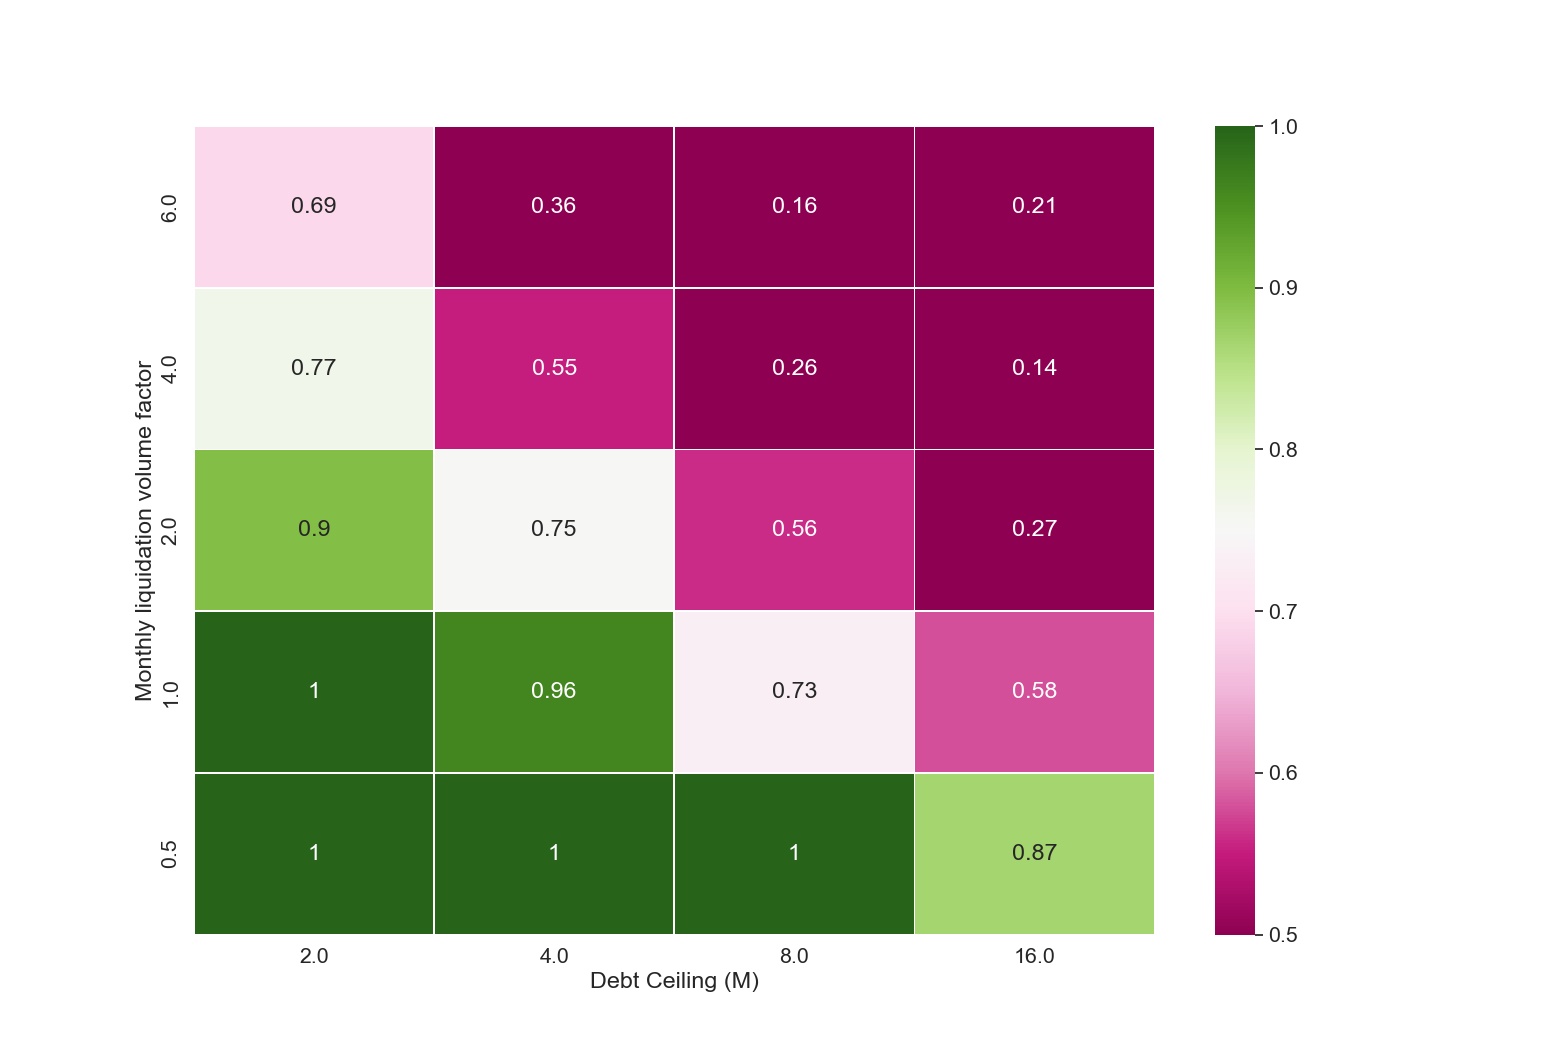 1.0
6.0 0.69 0.36 0.16 0.21
0.9
4.0 0.77 0.55 0.26 0.14
0.8
Monthly liquidation volume factor
2.0 0.9 0.75 0.56 0.27
0.7
1.0 1 0.96 0.73 0.58
0.6
0.5 1 1 1 0.87
0.5
2.0 4.0 8.0 16.0
Debt Ceiling (M)